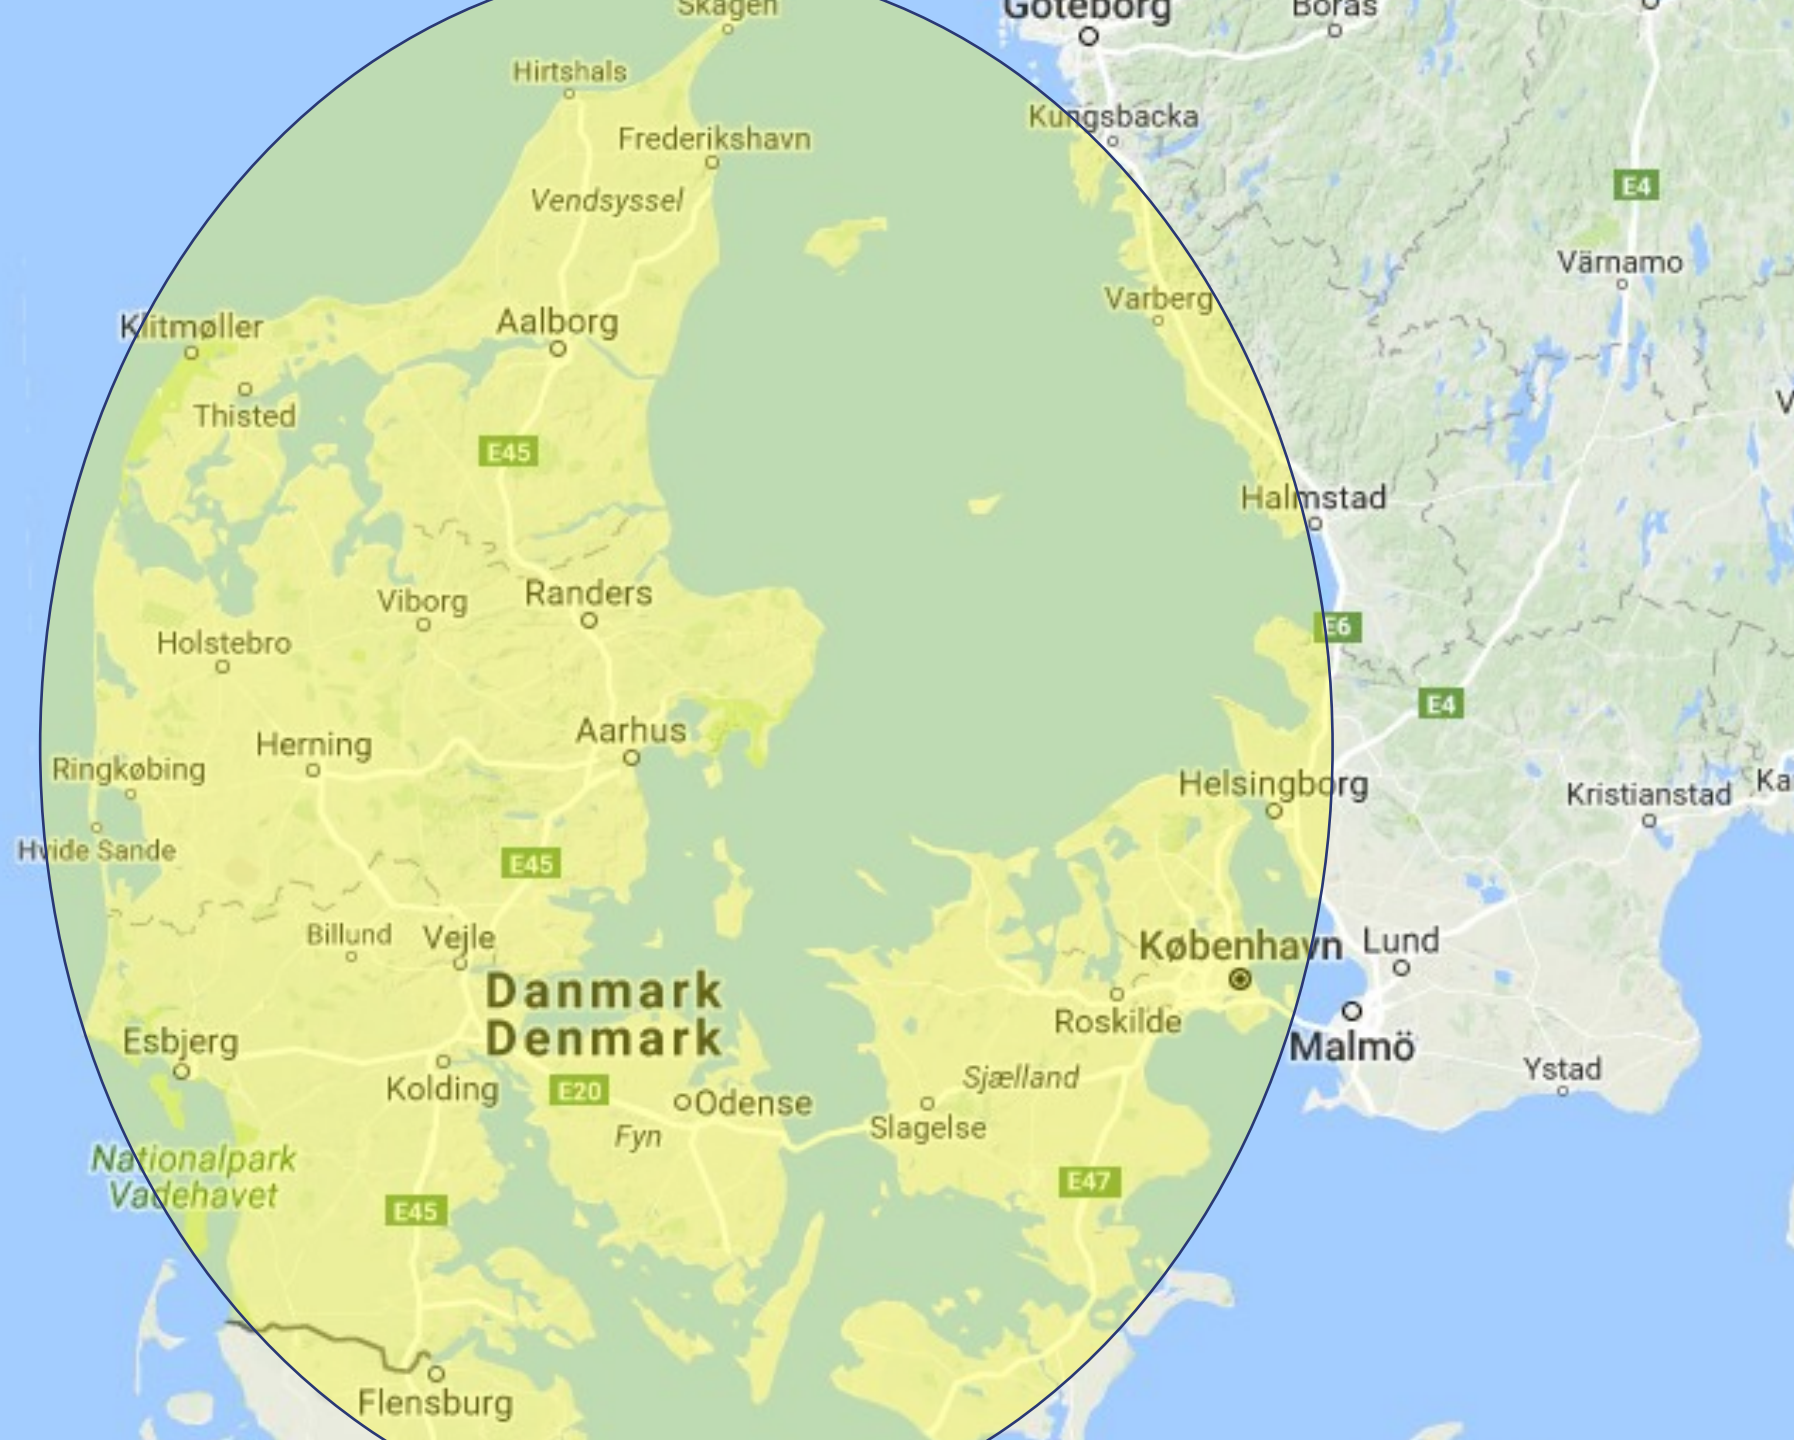 Skagen
Göteborg
Borås
Hirtshals
Kungsbacka
Frederikshavn
E4
Vendsyssel
Värnamo
Varberg
Klitmøller
Aalborg
Thisted
V
E45
Halmstad
Viborg
Randers
E6
Holstebro
E4
Aarhus
Herning
Ringkøbing
Helsingborg
Kristianstad
Ka
Hvide Sande
E45
Billund
Vejle
København
Lund
Danmark
Denmark
Roskilde
Esbjerg
Malmö
Kolding
E20
Odense
Sjælland
Ystad
Fyn
Slagelse
Nationalpark
Vadehavet
E47
E45
Flensburg